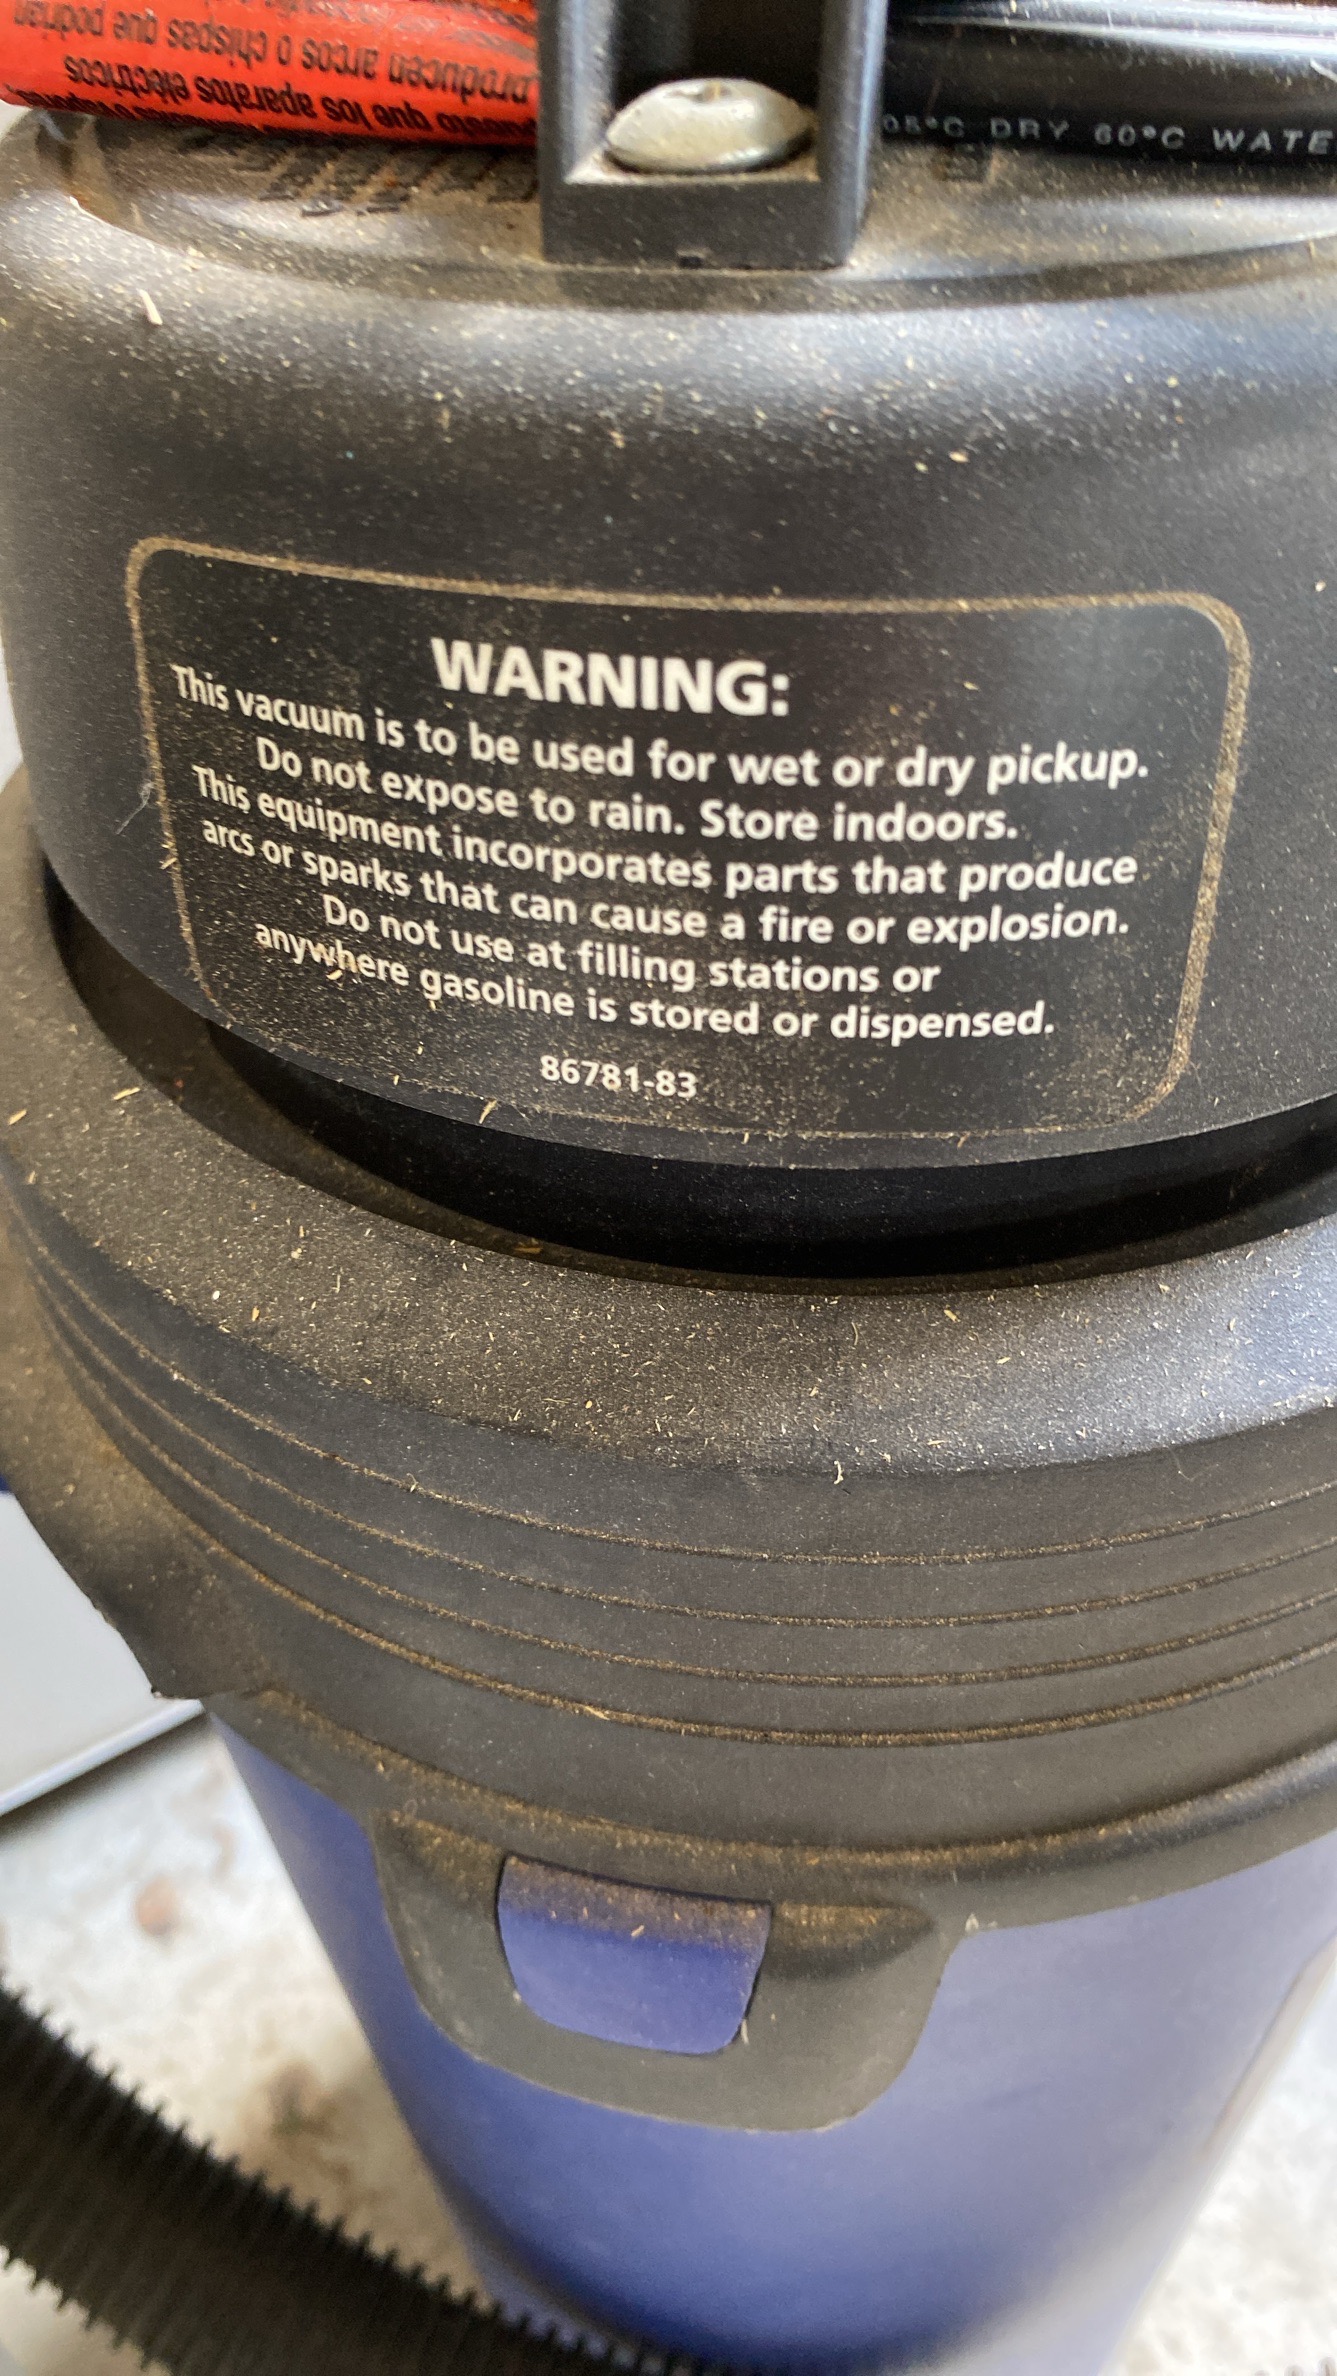 puesto que los aparatos eléctricos
producen arcos o chispas que podrían
05°C DRY 60°C WATE
WARNING:
This vacuum is to be used for wet or dry pickup.
Do not expose to rain. Store indoors.
This equipment incorporates parts that produce
arcs or sparks that can cause a fire or explosion.
Do not use at filling stations or
anywhere gasoline is stored or dispensed.
86781-83